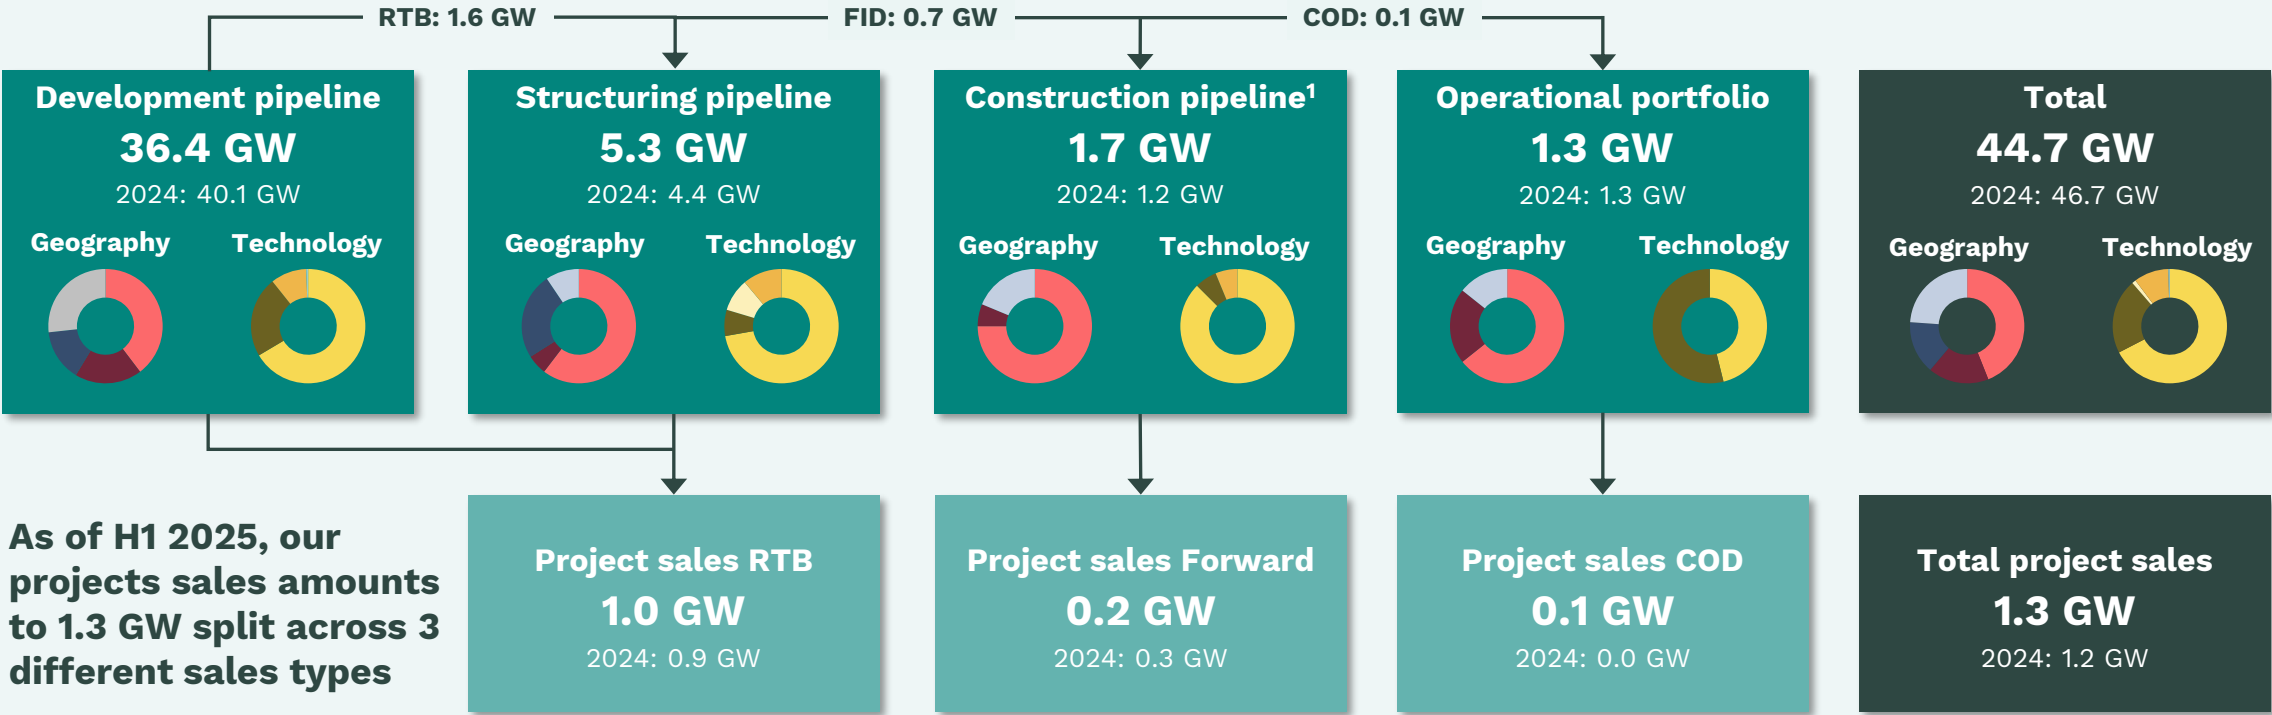 RTB: 1.6 GW
FID: 0.7 GW
COD: 0.1 GW
Development pipeline
36.4 GW
2024: 40.1 GW
Geography
Technology
Structuring pipeline
5.3 GW
2024: 4.4 GW
Geography
Technology
Construction pipeline¹
1.7 GW
2024: 1.2 GW
Geography
Technology
Operational portfolio
1.3 GW
2024: 1.3 GW
Geography
Technology
Total
44.7 GW
2024: 46.7 GW
Geography
Technology
As of H1 2025, our
projects sales amounts
to 1.3 GW split across 3
different sales types
Project sales RTB
1.0 GW
2024: 0.9 GW
Project sales Forward
0.2 GW
2024: 0.3 GW
Project sales COD
0.1 GW
2024: 0.0 GW
Total project sales
1.3 GW
2024: 1.2 GW